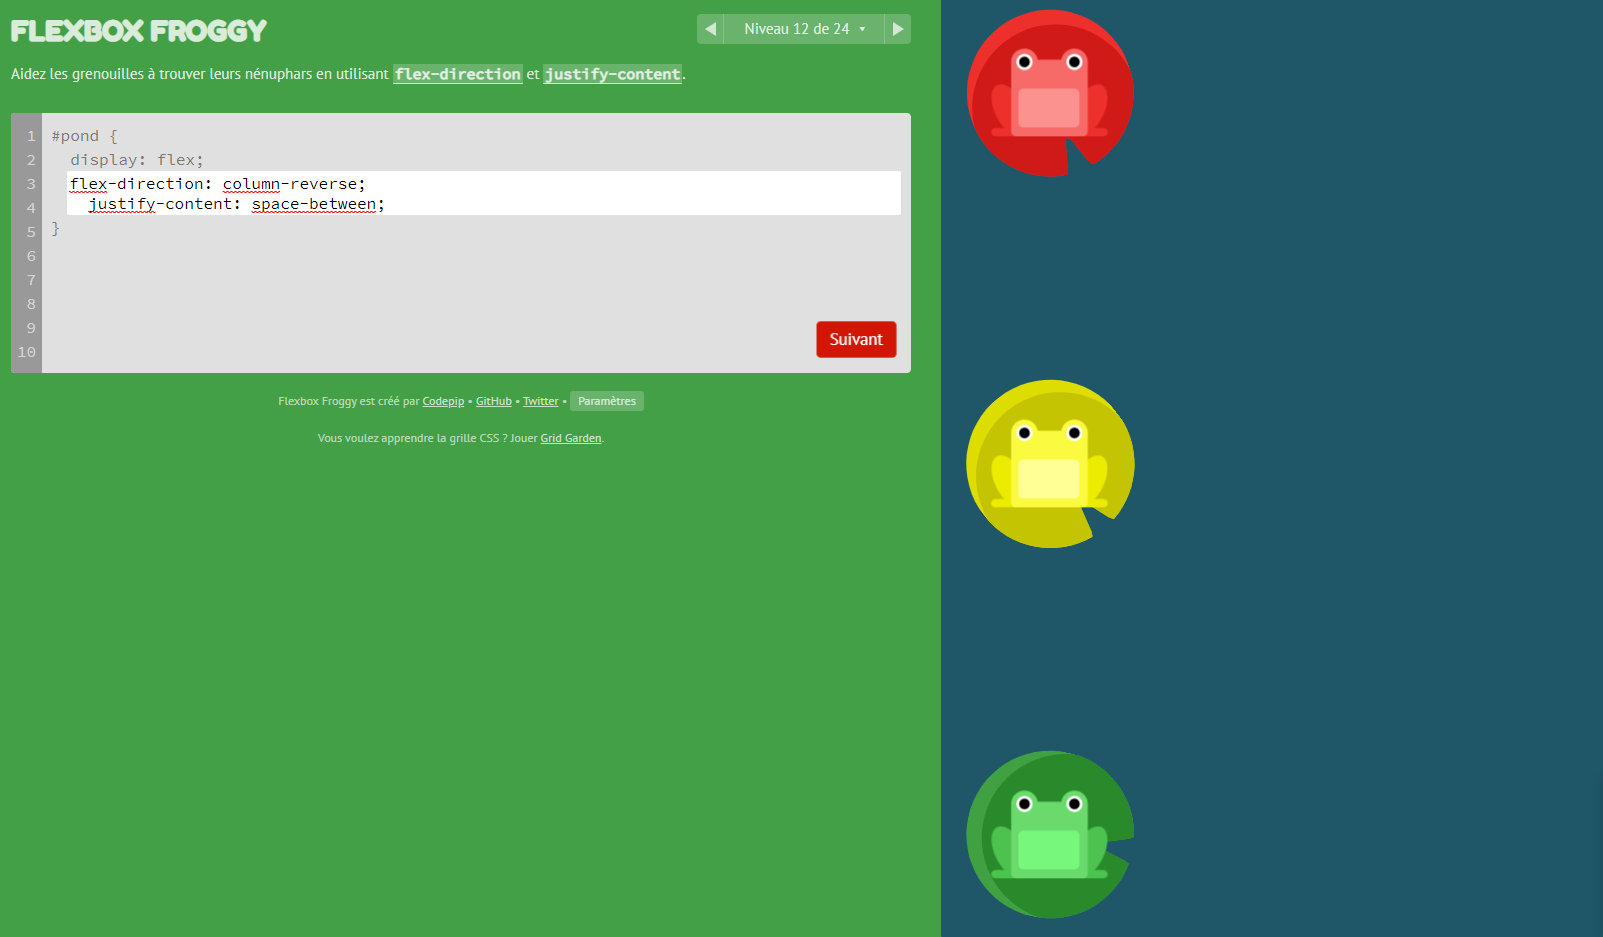 FLEXBOX FROGGY
Niveau 12 de 24
Aidez les grenouilles à trouver leurs nénuphars en utilisant flex-direction et justify-content.
1 #pond {
2 display: flex;
3 flex-direction: column-reverse;
4 justify-content: space-between;
5 }
6
7
8
9
10
Suivant
Flexbox Froggy est créé par Codepip • GitHub • Twitter • Paramètres
Vous voulez apprendre la grille CSS ? Jouer Grid Garden.